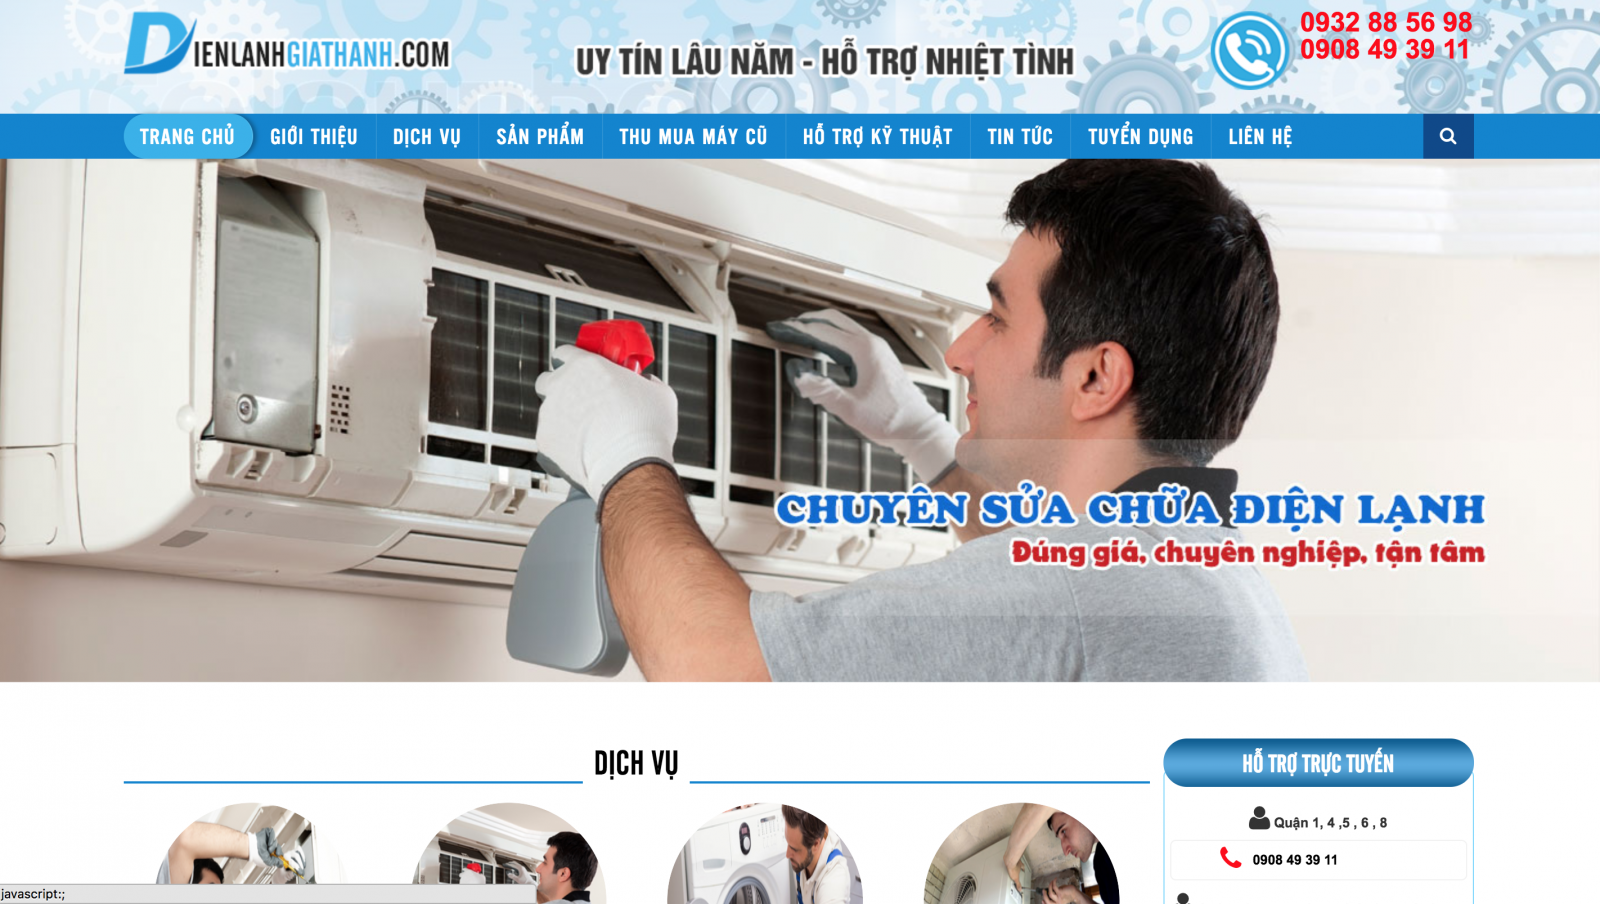 DIENLANHGIATHANH.COM
UY TÍN LÂU NĂM - HỖ TRỢ NHIỆT TÌNH
0932 88 56 98
0908 49 39 11
TRANG CHỦ GIỚI THIỆU DỊCH VỤ SẢN PHẨM THU MUA MÁY CŨ HỖ TRỢ KỸ THUẬT TIN TỨC TUYỂN DỤNG LIÊN HỆ
CHUYÊN SỬA CHỮA ĐIỆN LẠNH
Đúng giá, chuyên nghiệp, tận tâm
DỊCH VỤ
HỖ TRỢ TRỰC TUYẾN
Quận 1, 4 ,5 , 6 , 8
0908 49 39 11
javascript:;